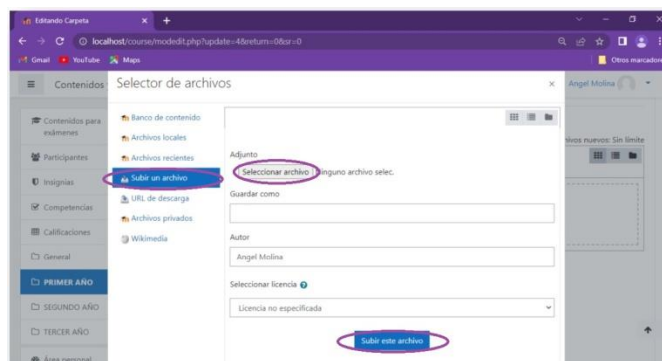 Editando Carpeta
localhost/course/modedit.php?update=4&return=0&sr=0
Gmail YouTube Maps Otros marcadores
Contenidos Selector de archivos Angel Molina
Contenidos para exámenes
Participantes
Insignias
Competencias
Calificaciones
General
PRIMER AÑO
SEGUNDO AÑO
TERCER AÑO
Área personal
Banco de contenido
Archivos locales
Archivos recientes
Subir un archivo
URL de descarga
Archivos privados
Wikimedia
Adjunto
Seleccionar archivo Ninguno archivo selec.
Guardar como
Autor
Angel Molina
Seleccionar licencia
Licencia no especificada
Subir este archivo
nuevos: Sin límite